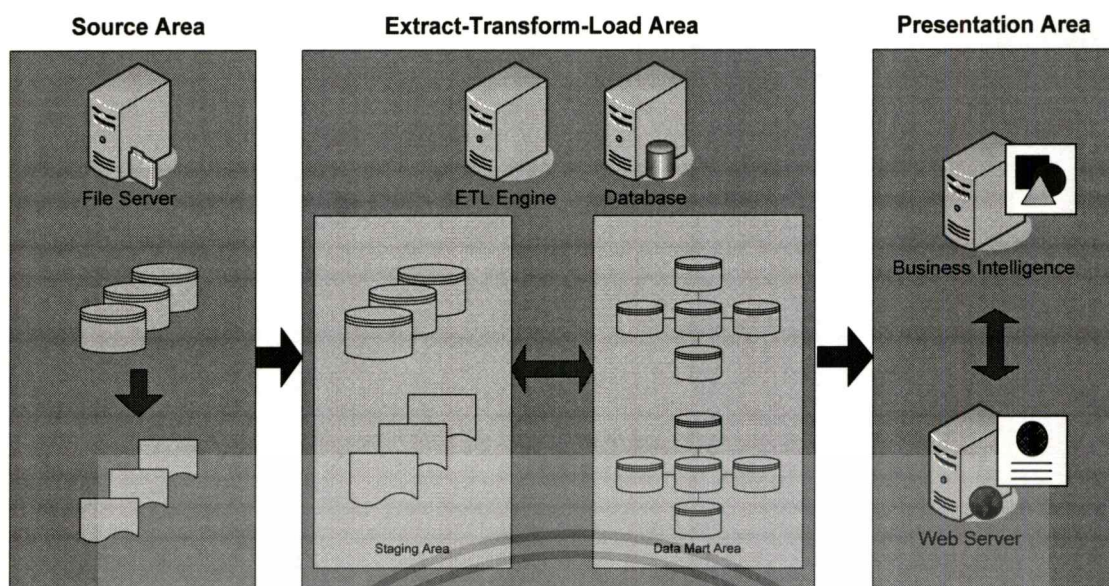 Source Area
Extract-Transform-Load Area
Presentation Area
File Server
ETL Engine
Database
Business Intelligence
Staging Area
Data Mart Area
Web Server